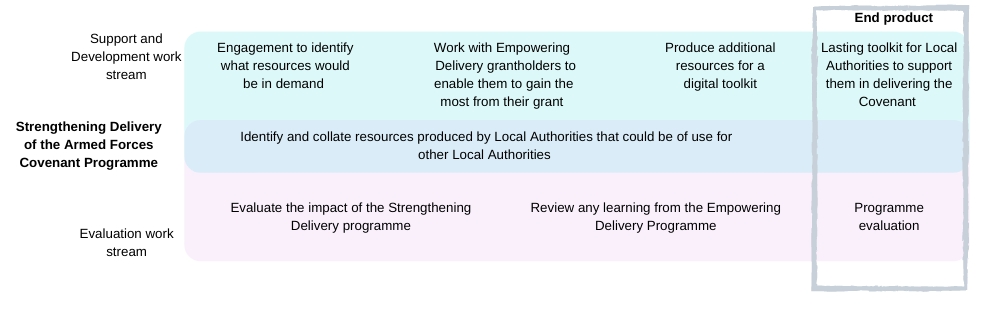 End product
Support and
Development work
stream
Engagement to identify
what resources would
be in demand
Work with Empowering
Delivery grantholders to
enable them to gain the
most from their grant
Produce additional
resources for a
digital toolkit
Lasting toolkit for Local
Authorities to support
them in delivering the
Covenant
Strengthening Delivery
of the Armed Forces
Covenant Programme
Identify and collate resources produced by Local Authorities that could be of use for
other Local Authorities
Evaluation work
stream
Evaluate the impact of the Strengthening
Delivery programme
Review any learning from the Empowering
Delivery Programme
Programme
evaluation